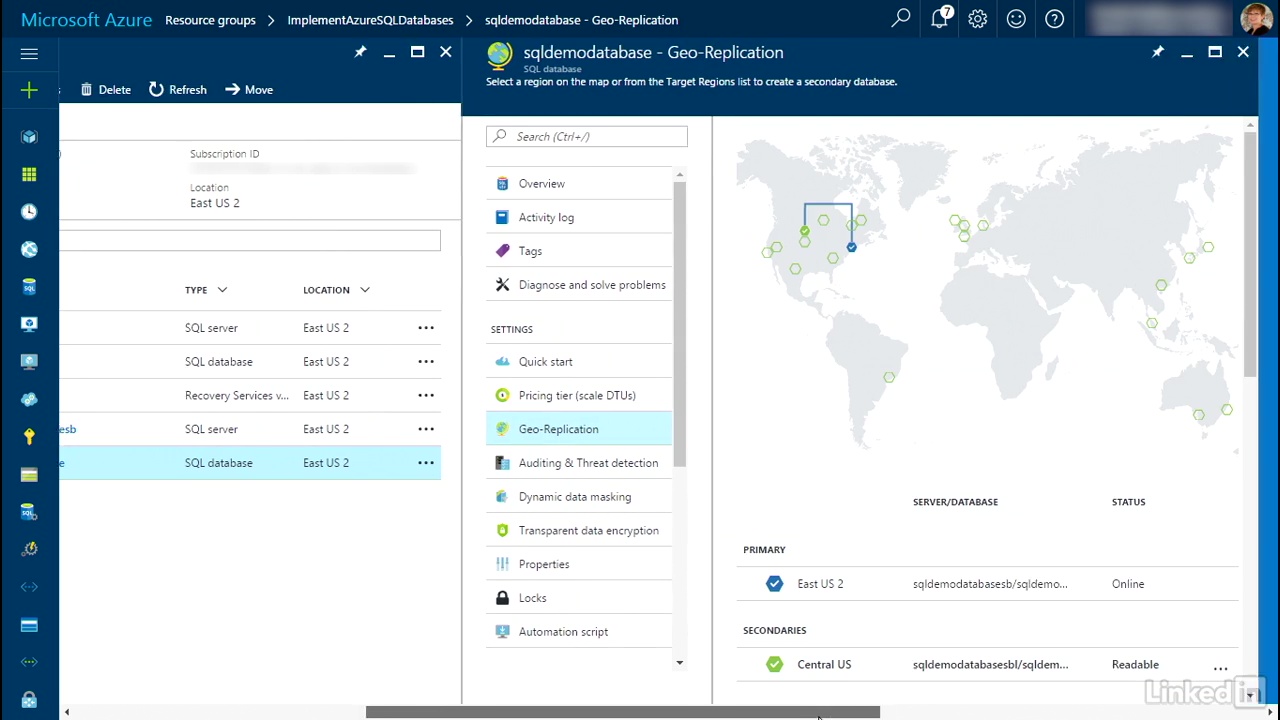 Microsoft Azure Resource groups > ImplementAzureSQLDatabases > sqldemodatabase - Geo-Replication
7
Delete Refresh Move
Subscription ID
Location
East US 2
TYPE LOCATION
SQL server East US 2
SQL database East US 2
Recovery Services v... East US 2
esb SQL server East US 2
e SQL database East US 2
sqldemodatabase - Geo-Replication
SQL database
Select a region on the map or from the Target Regions list to create a secondary database.
Search (Ctrl+/)
Overview
Activity log
Tags
Diagnose and solve problems
SETTINGS
Quick start
Pricing tier (scale DTUs)
Geo-Replication
Auditing & Threat detection
Dynamic data masking
Transparent data encryption
Properties
Locks
Automation script
SERVER/DATABASE STATUS
PRIMARY
East US 2 sqldemodatabasesb/sqldemo... Online
SECONDARIES
Central US sqldemodatabasesbl/sqldem... Readable ...
LinkedIn